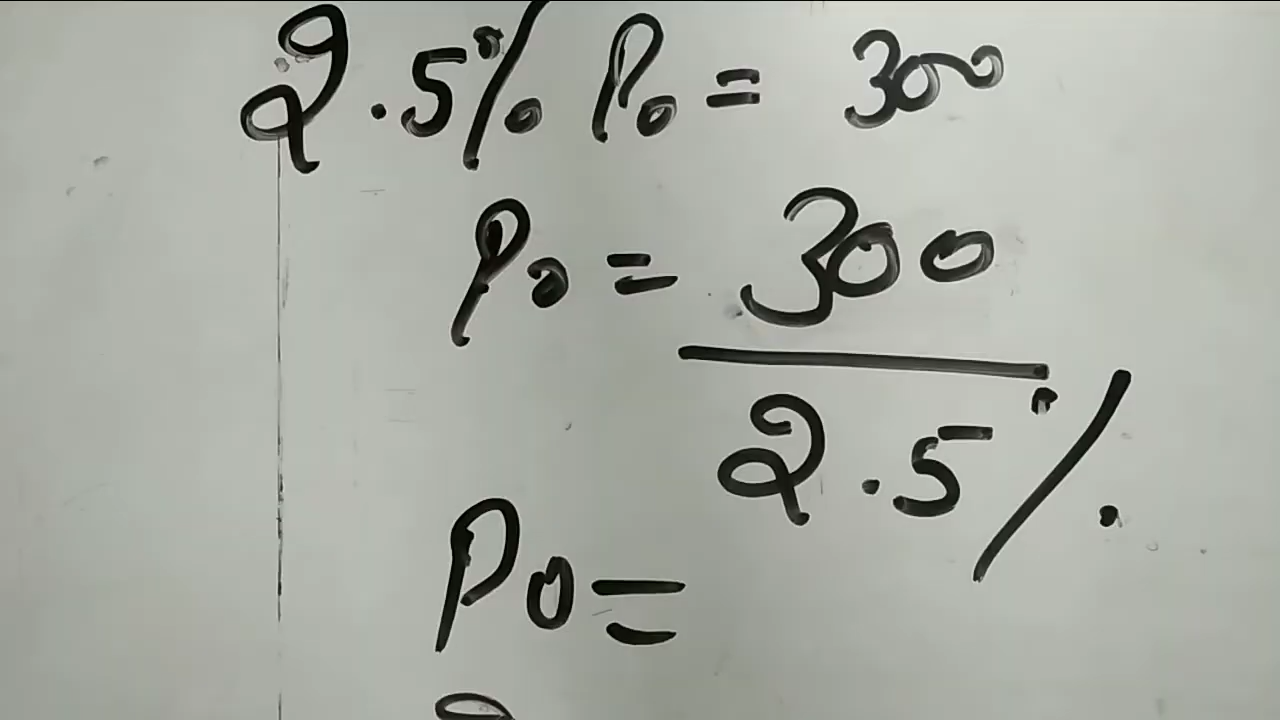 2.5% P₀ = 300
P₀ = 300
2.5%
P₀ =